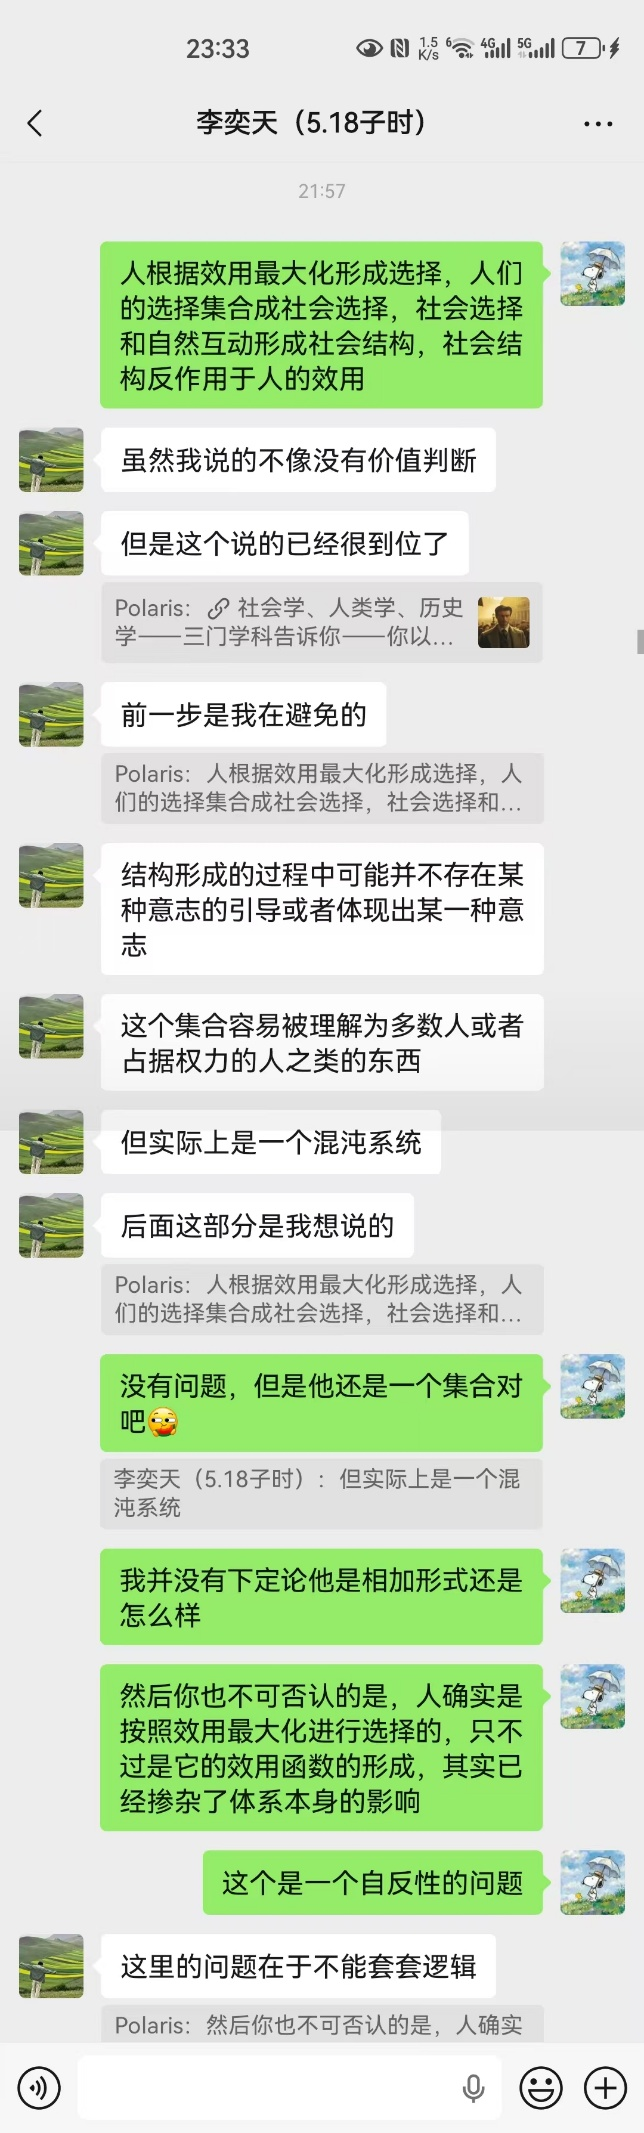 23:33
1.5 K/s 6 4G 5G 7
李奕天（5.18子时）
21:57
人根据效用最大化形成选择，人们
的选择集合成社会选择，社会选择
和自然互动形成社会结构，社会结
构反作用于人的效用
虽然我说的不像没有价值判断
但是这个说的已经很到位了
Polaris： 社会学、人类学、历史
学——三门学科告诉你——你以...
前一步是我在避免的
Polaris：人根据效用最大化形成选择，人
们的选择集合成社会选择，社会选择和...
结构形成的过程中可能并不存在某
种意志的引导或者体现出某一种意
志
这个集合容易被理解为多数人或者
占据权力的人之类的东西
但实际上是一个混沌系统
后面这部分是我想说的
Polaris：人根据效用最大化形成选择，人
们的选择集合成社会选择，社会选择和...
没有问题，但是他还是一个集合对
吧
李奕天（5.18子时）：但实际上是一个混
沌系统
我并没有下定论他是相加形式还是
怎么样
然后你也不可否认的是，人确实是
按照效用最大化进行选择的，只不
过是它的效用函数的形成，其实已
经掺杂了体系本身的影响
这个是一个自反性的问题
这里的问题在于不能套套逻辑
Polaris：然后你也不可否认的是，人确实